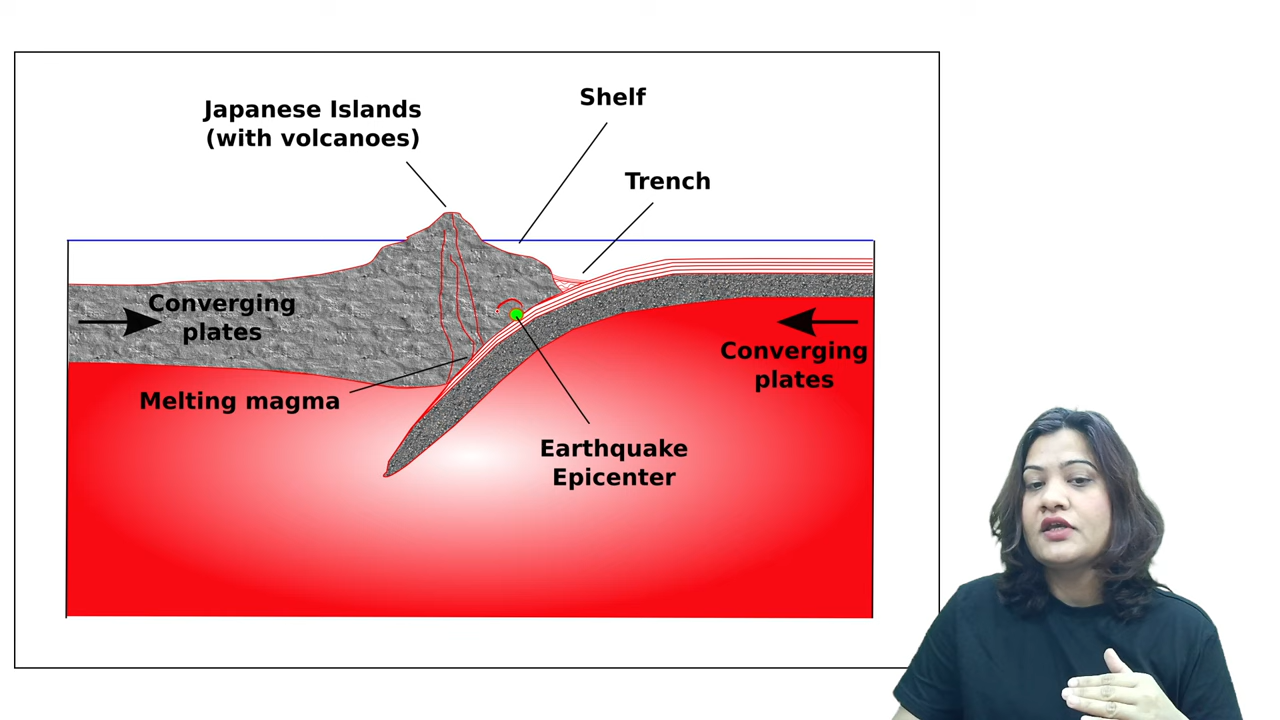 Japanese Islands
(with volcanoes)
Shelf
Trench
Converging
plates
Converging
plates
Melting magma
Earthquake
Epicenter